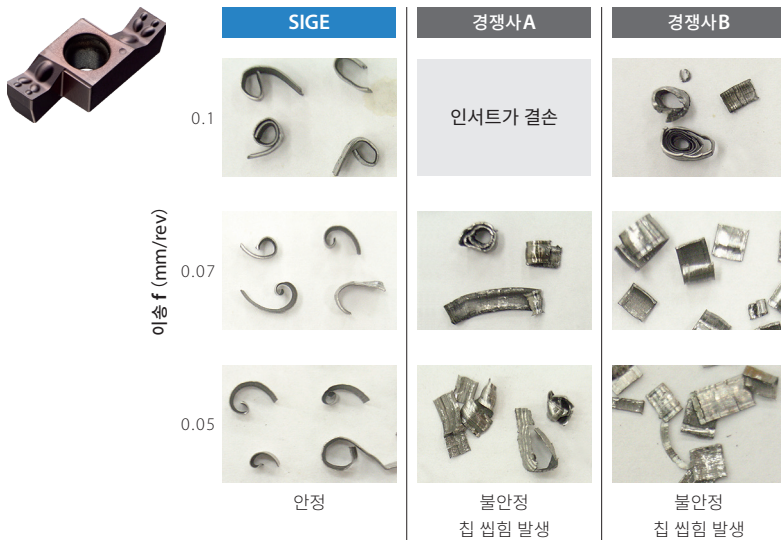 SIGE
경쟁사A
경쟁사B
0.1
인서트가 결손
이송 f (mm/rev)
0.07
0.05
안정
불안정
칩 씹힘 발생
불안정
칩 씹힘 발생